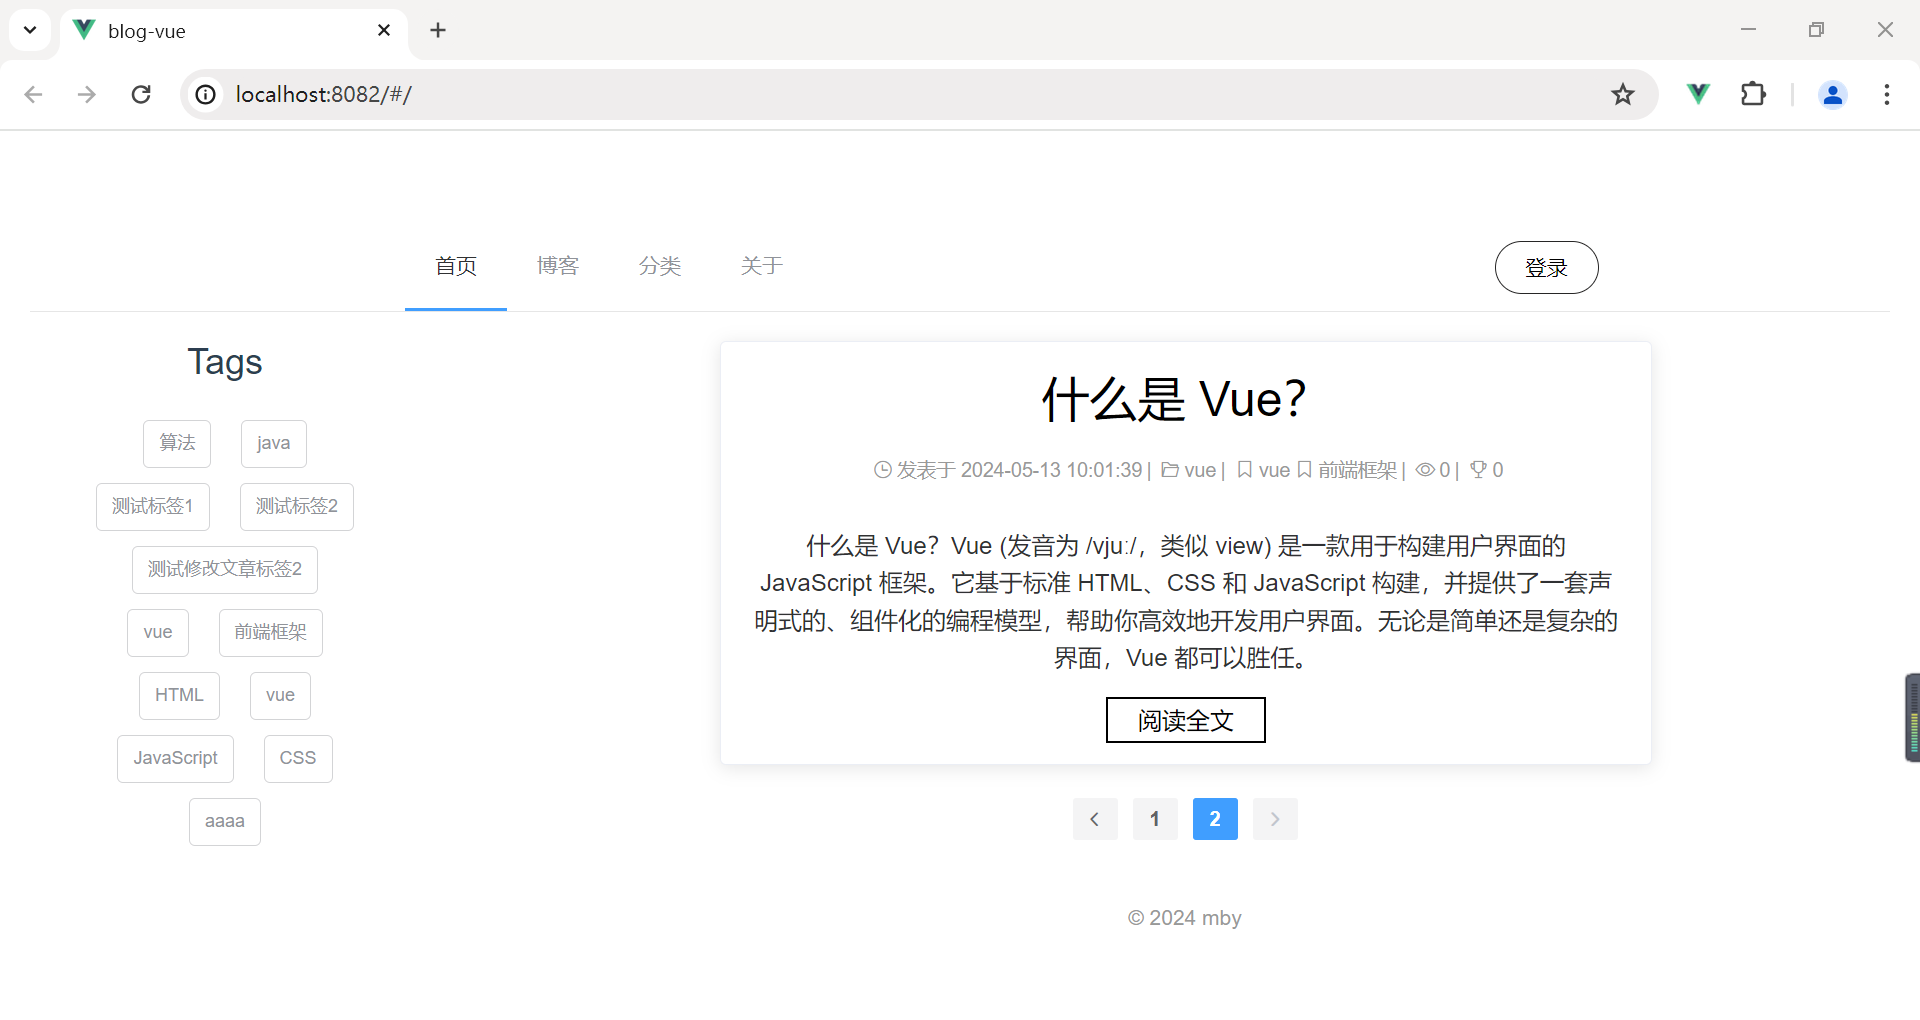 blog-vue
localhost:8082/#/
首页 博客 分类 关于 登录
Tags
算法 java
测试标签1 测试标签2
测试修改文章标签2
vue 前端框架
HTML vue
JavaScript CSS
aaaa
什么是 Vue？
发表于 2024-05-13 10:01:39 | vue | vue 前端框架 | 0 | 0
什么是 Vue？Vue (发音为 /vjuː/，类似 view) 是一款用于构建用户界面的
JavaScript 框架。它基于标准 HTML、CSS 和 JavaScript 构建，并提供了一套声
明式的、组件化的编程模型，帮助你高效地开发用户界面。无论是简单还是复杂的
界面，Vue 都可以胜任。
阅读全文
1 2
© 2024 mby